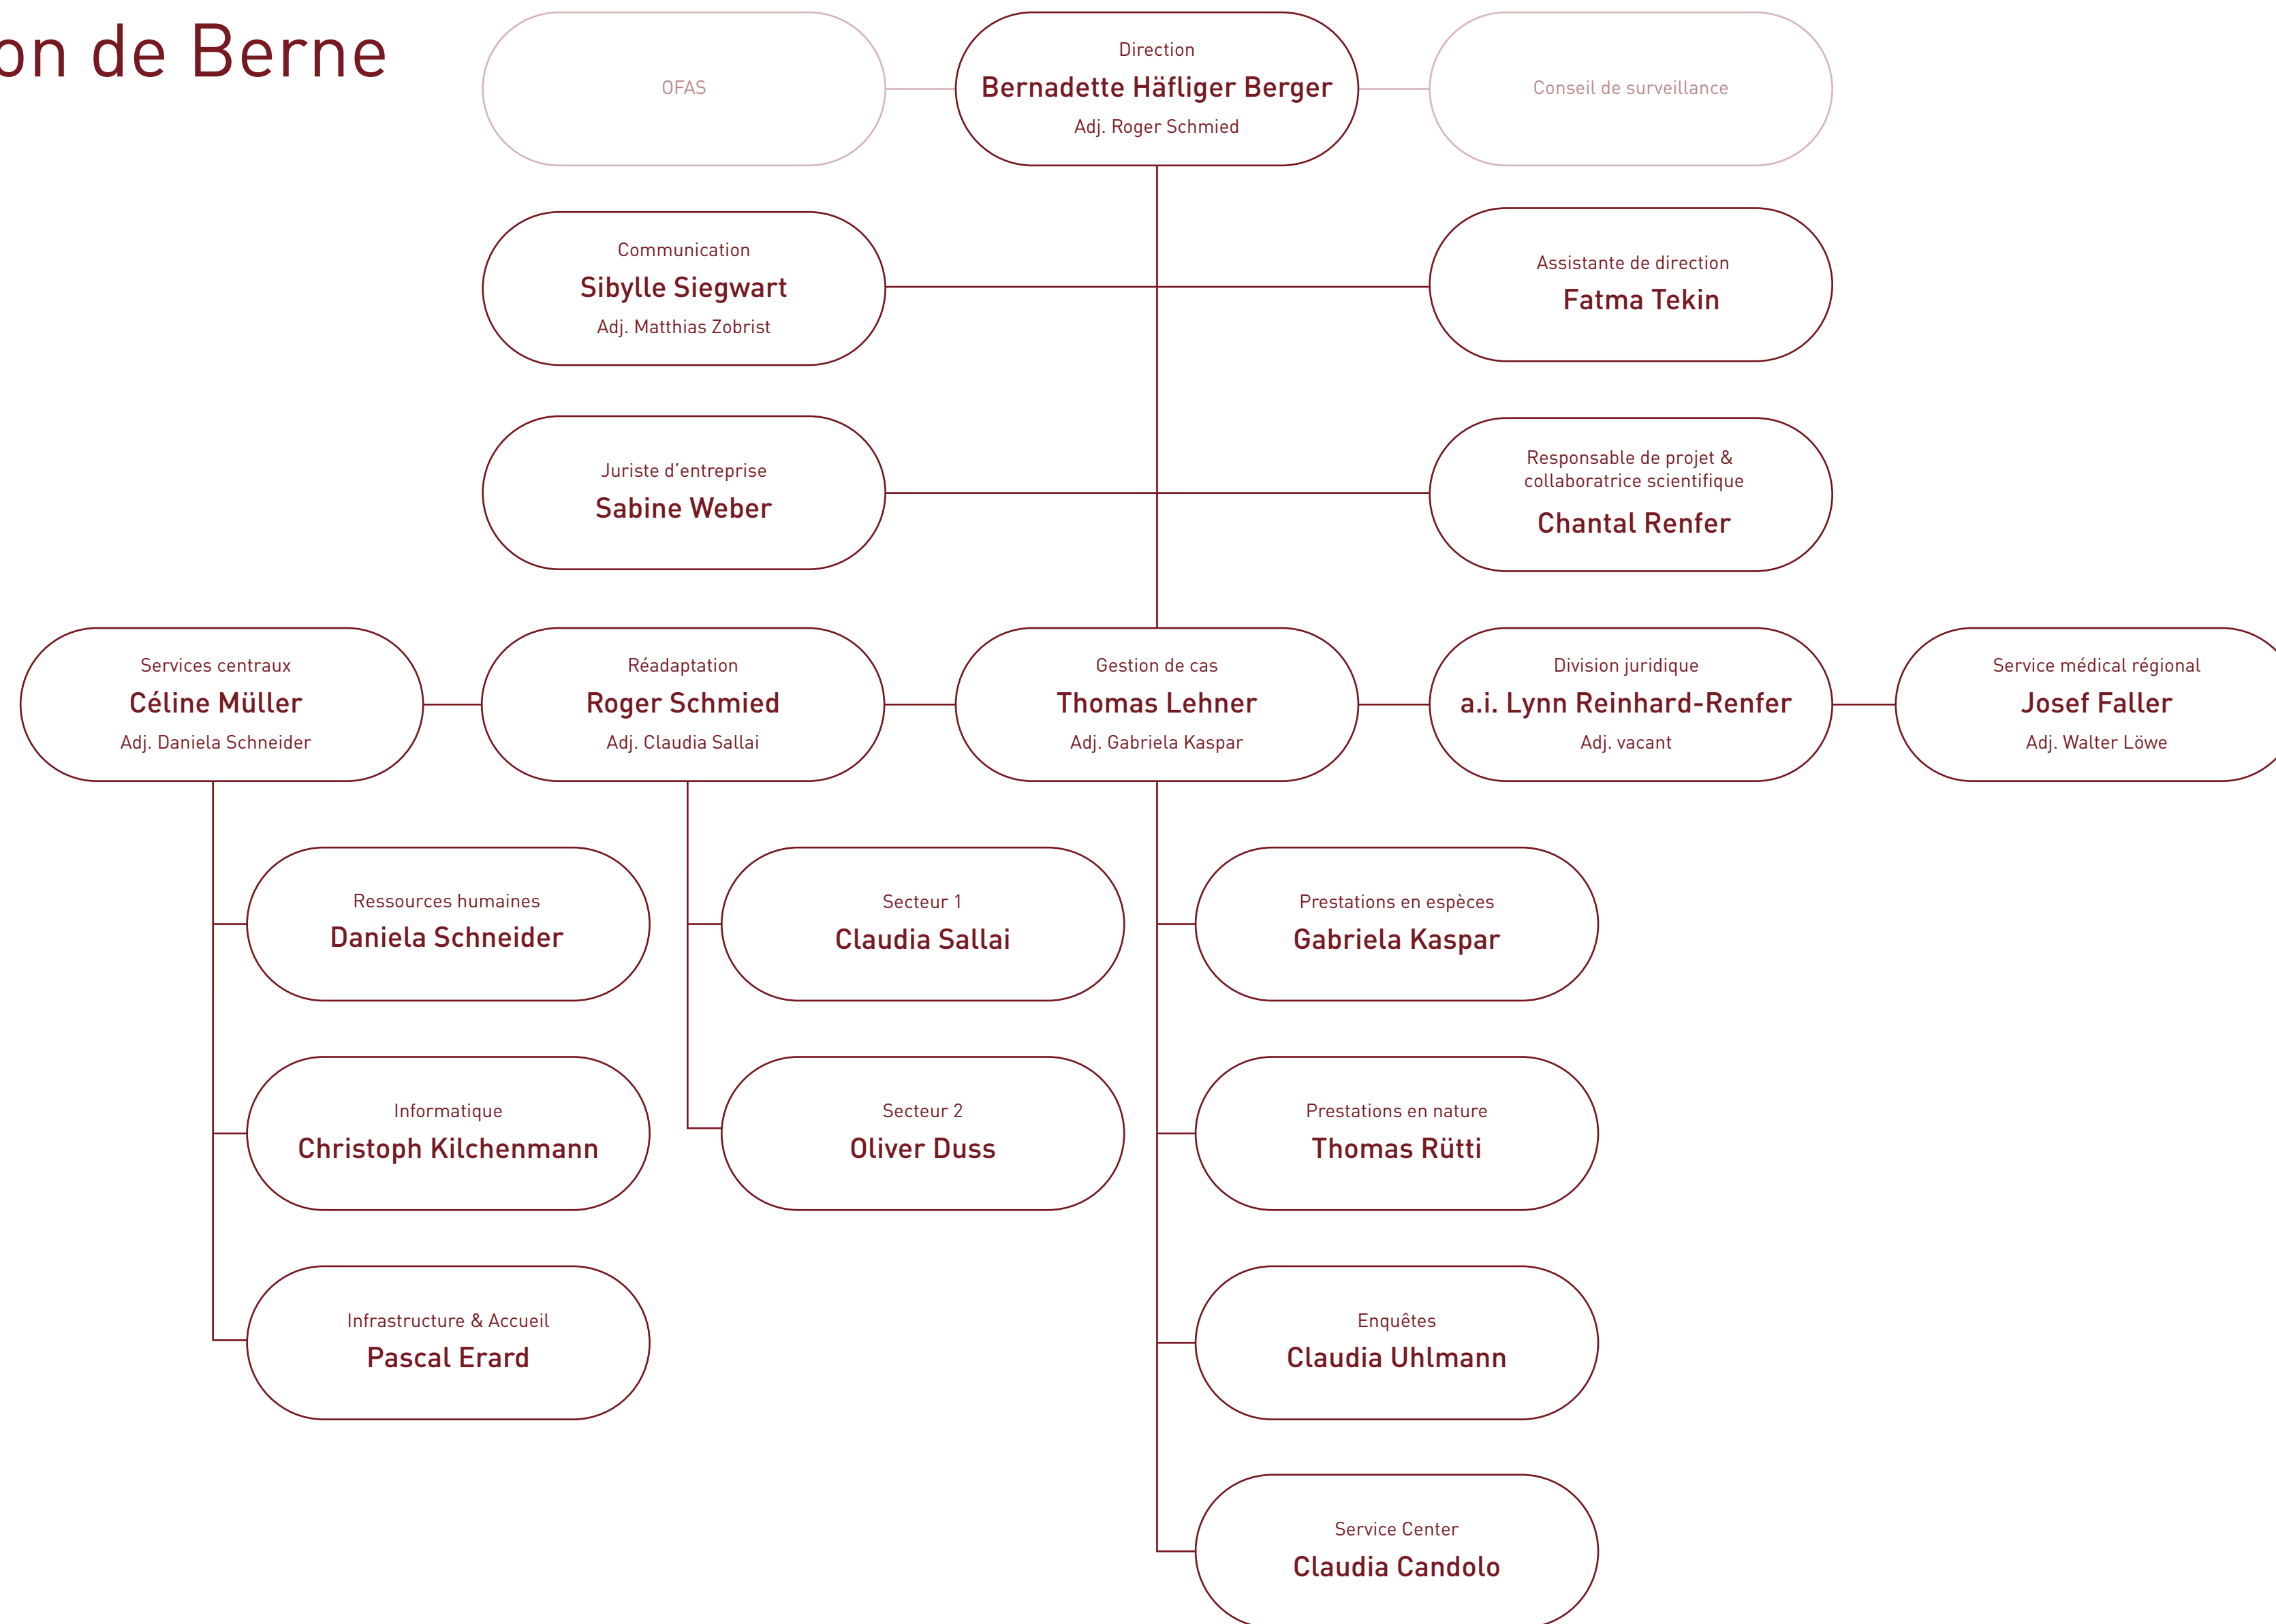 on de Berne
OFAS
Direction
Bernadette Häfliger Berger
Adj. Roger Schmied
Conseil de surveillance
Communication
Sibylle Siegwart
Adj. Matthias Zobrist
Assistante de direction
Fatma Tekin
Juriste d’entreprise
Sabine Weber
Responsable de projet &
collaboratrice scientifique
Chantal Renfer
Services centraux
Céline Müller
Adj. Daniela Schneider
Réadaptation
Roger Schmied
Adj. Claudia Sallai
Gestion de cas
Thomas Lehner
Adj. Gabriela Kaspar
Division juridique
a.i. Lynn Reinhard-Renfer
Adj. vacant
Service médical régional
Josef Faller
Adj. Walter Löwe
Ressources humaines
Daniela Schneider
Secteur 1
Claudia Sallai
Prestations en espèces
Gabriela Kaspar
Informatique
Christoph Kilchenmann
Secteur 2
Oliver Duss
Prestations en nature
Thomas Rütti
Infrastructure & Accueil
Pascal Erard
Enquêtes
Claudia Uhlmann
Service Center
Claudia Candolo